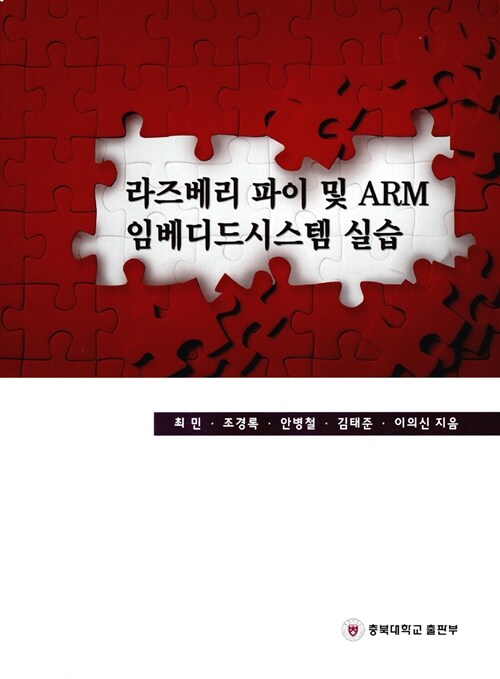 라즈베리 파이 및 ARM
임베디드시스템 실습
최 민 · 조경록 · 안병철 · 김태준 · 이의신 지음
충북대학교 출판부